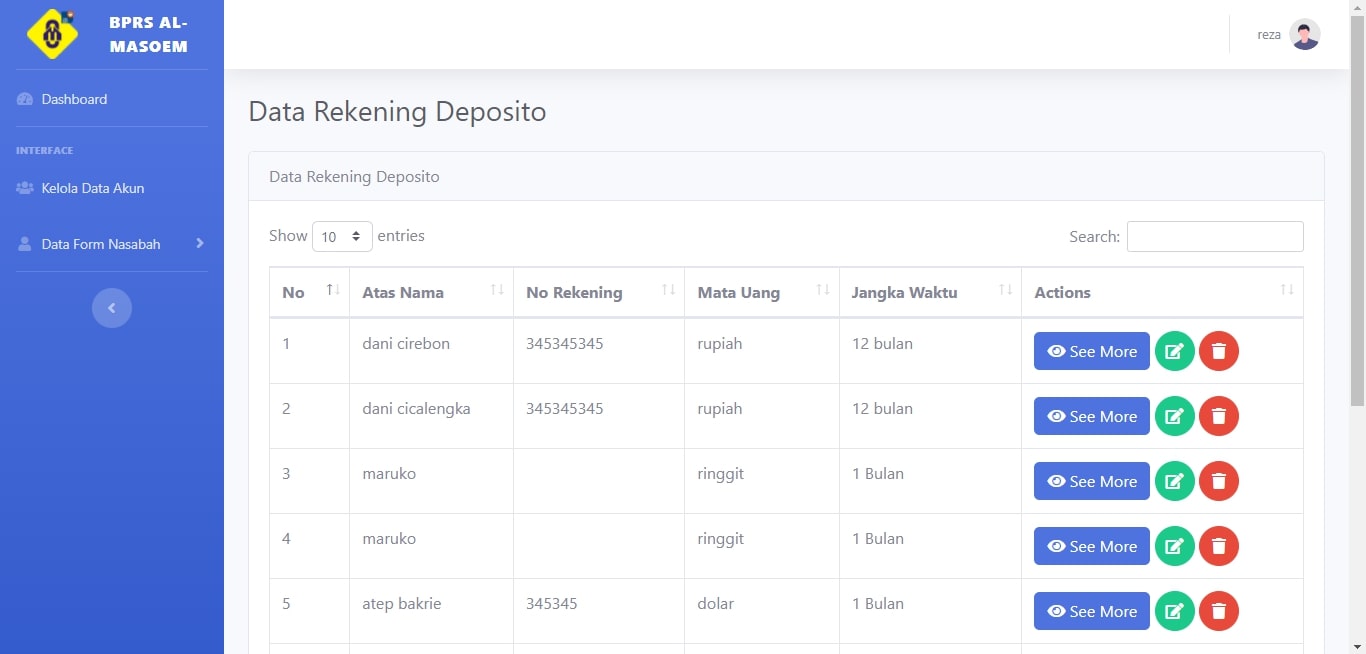 BPRS AL-
MASOEM
reza
Dashboard
INTERFACE
Kelola Data Akun
Data Form Nasabah
Data Rekening Deposito
Data Rekening Deposito
Show 10 entries Search:
No Atas Nama No Rekening Mata Uang Jangka Waktu Actions
1 dani cirebon 345345345 rupiah 12 bulan See More
2 dani cicalengka 345345345 rupiah 12 bulan See More
3 maruko ringgit 1 Bulan See More
4 maruko ringgit 1 Bulan See More
5 atep bakrie 345345 dolar 1 Bulan See More